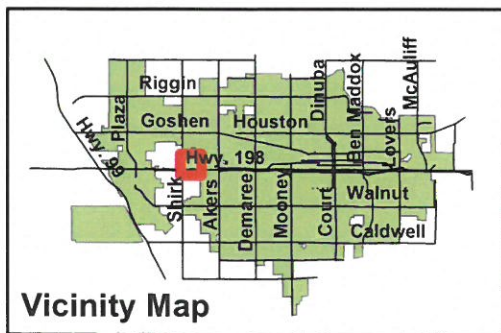 Riggin
Plaza
Goshen
Houston
Dinuba
Ben Maddox
McAuliff
Lovers
Hwy. 99
Hwy. 198
Shirk
Akers
Demaree
Mooney
Court
Walnut
Caldwell
Vicinity Map